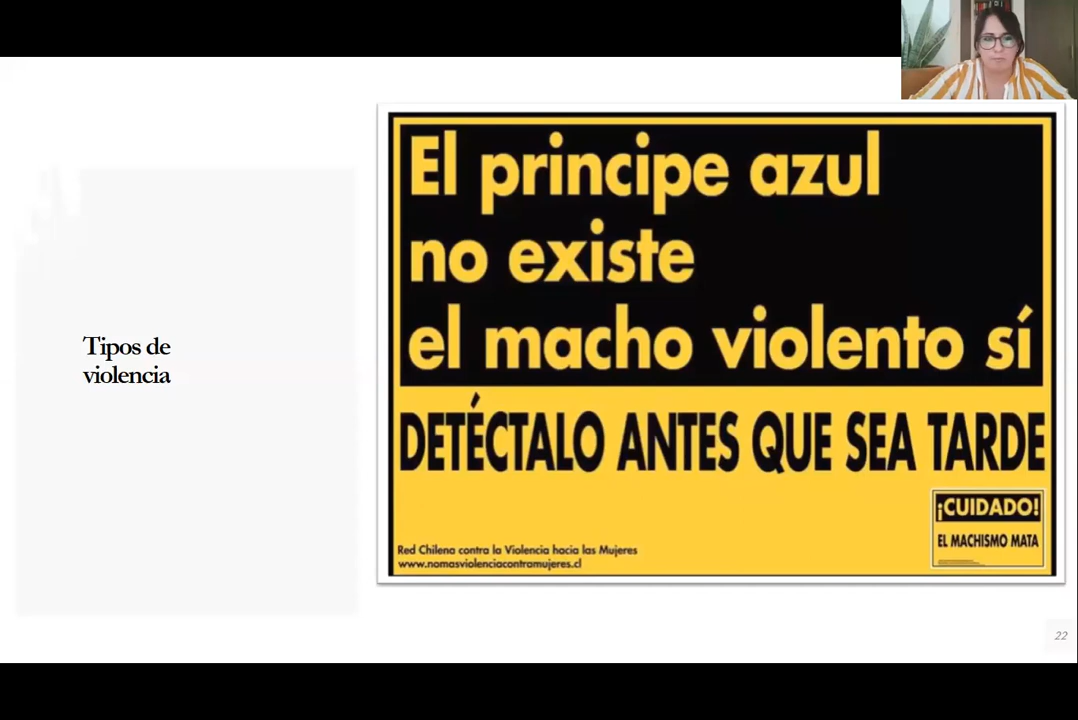 Tipos de
violencia
El principe azul
no existe
el macho violento sí
DETÉCTALO ANTES QUE SEA TARDE
¡CUIDADO!
EL MACHISMO MATA
Red Chilena contra la Violencia hacia las Mujeres
www.nomasviolenciacontramujeres.cl
22